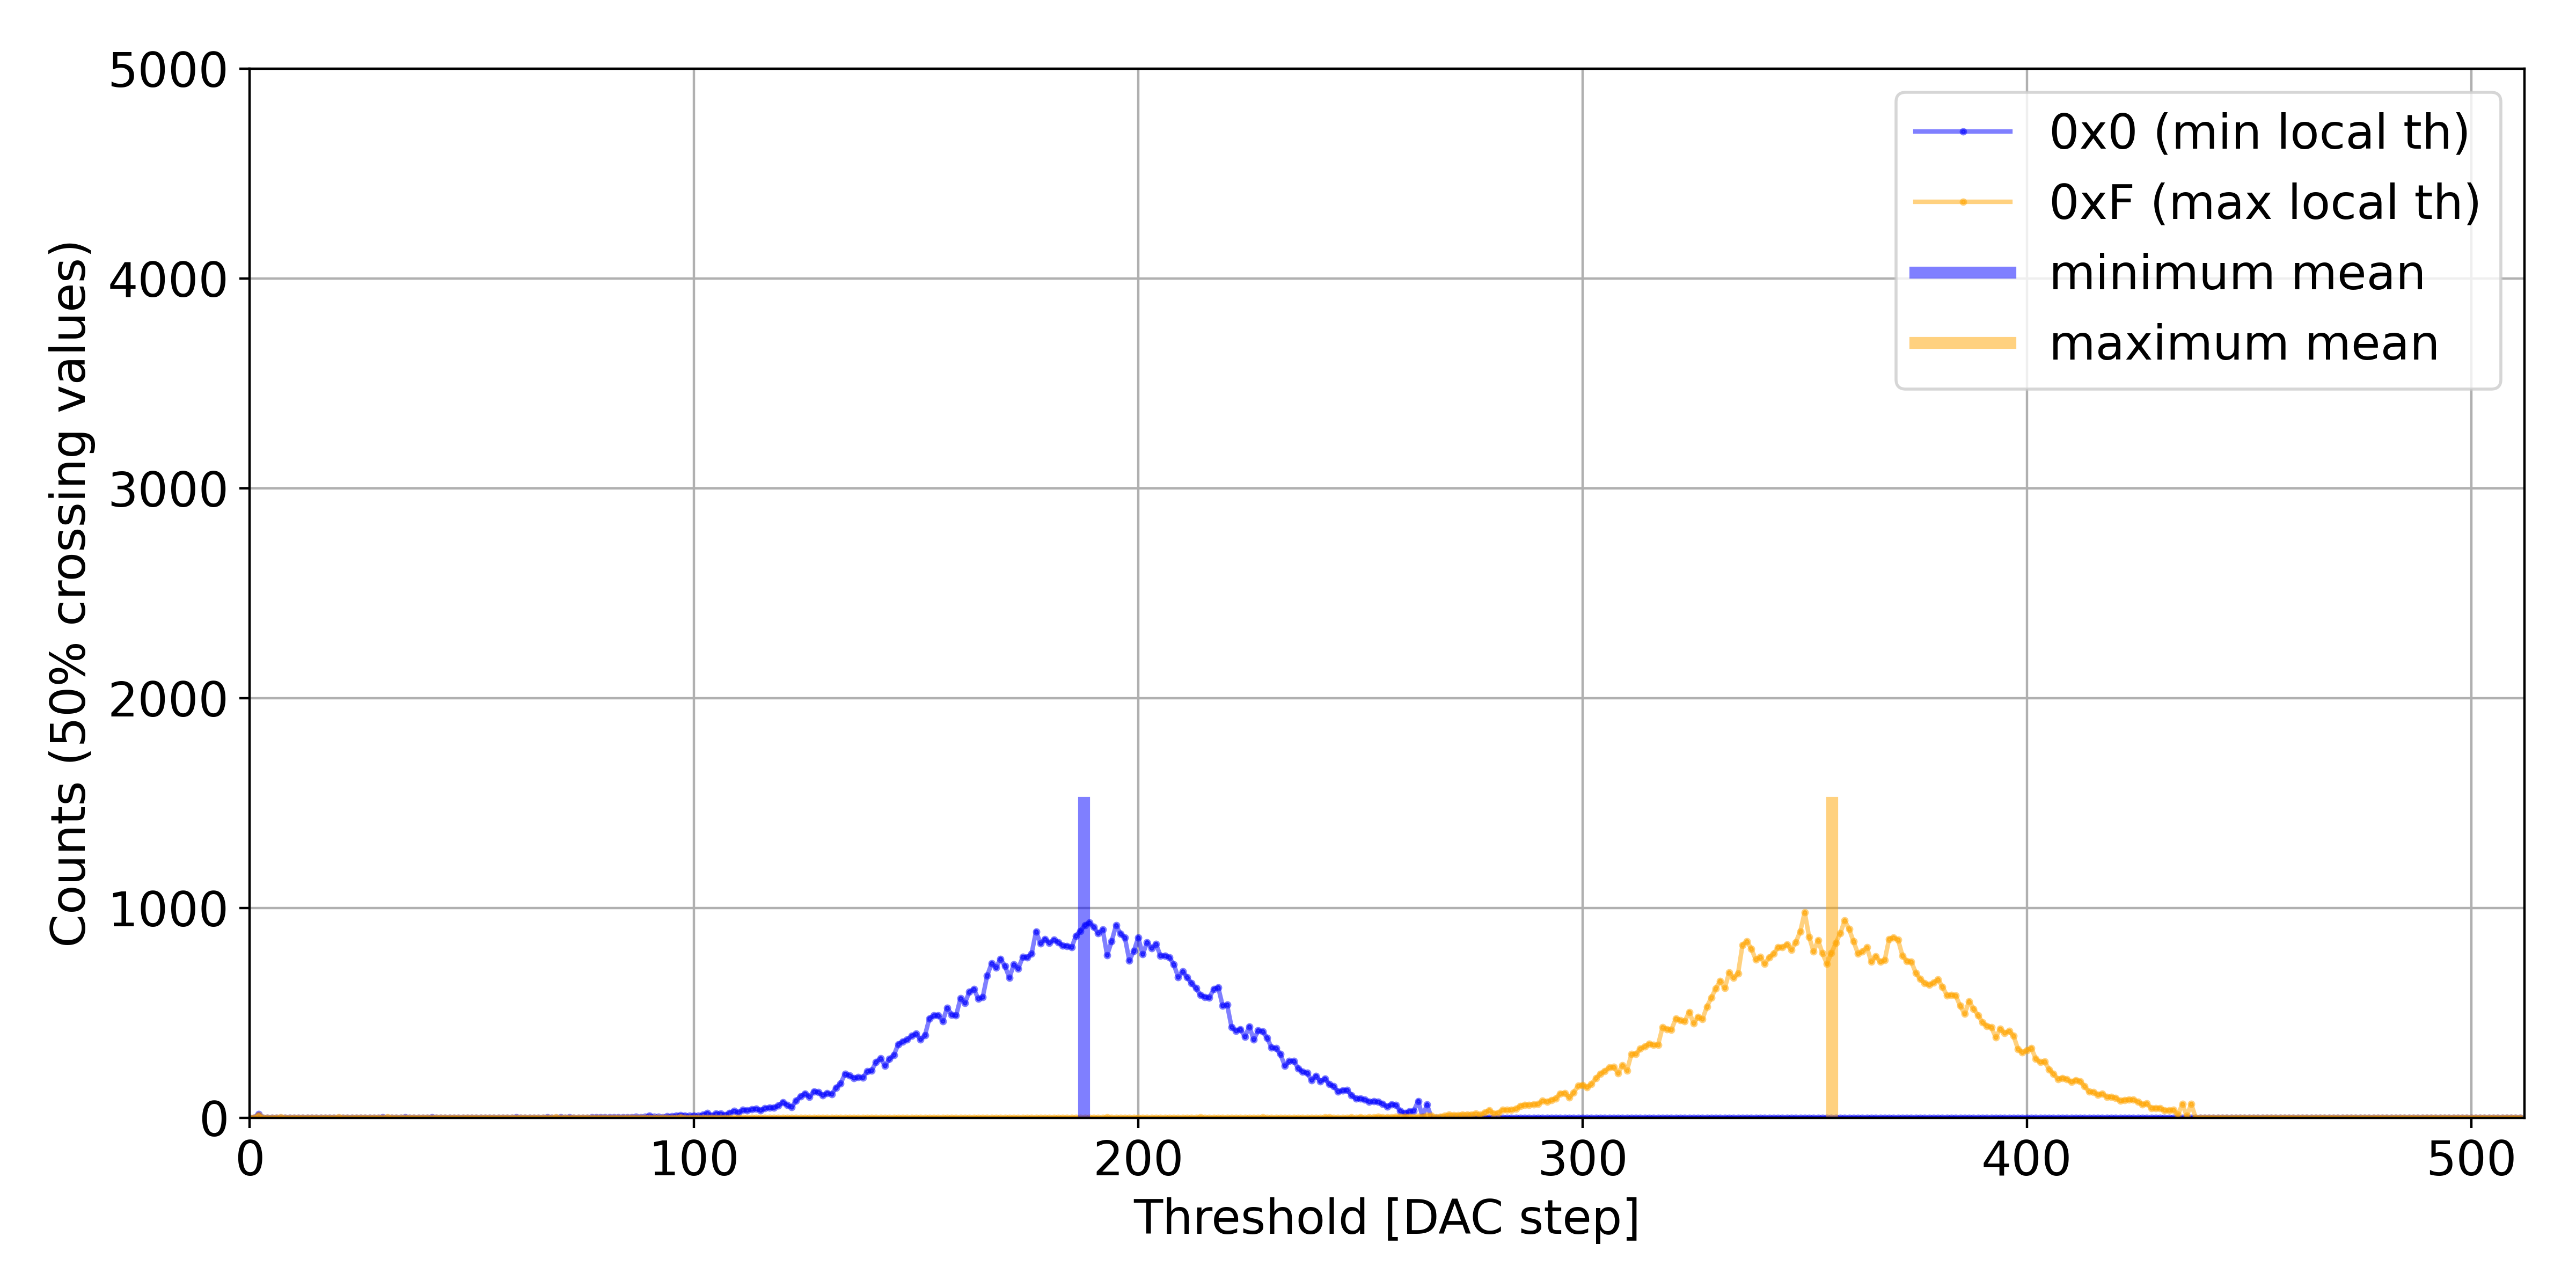 5000
4000
3000
2000
1000
0
Counts (50% crossing values)
0x0 (min local th)
0xF (max local th)
minimum mean
maximum mean
0 100 200 300 400 500
Threshold [DAC step]